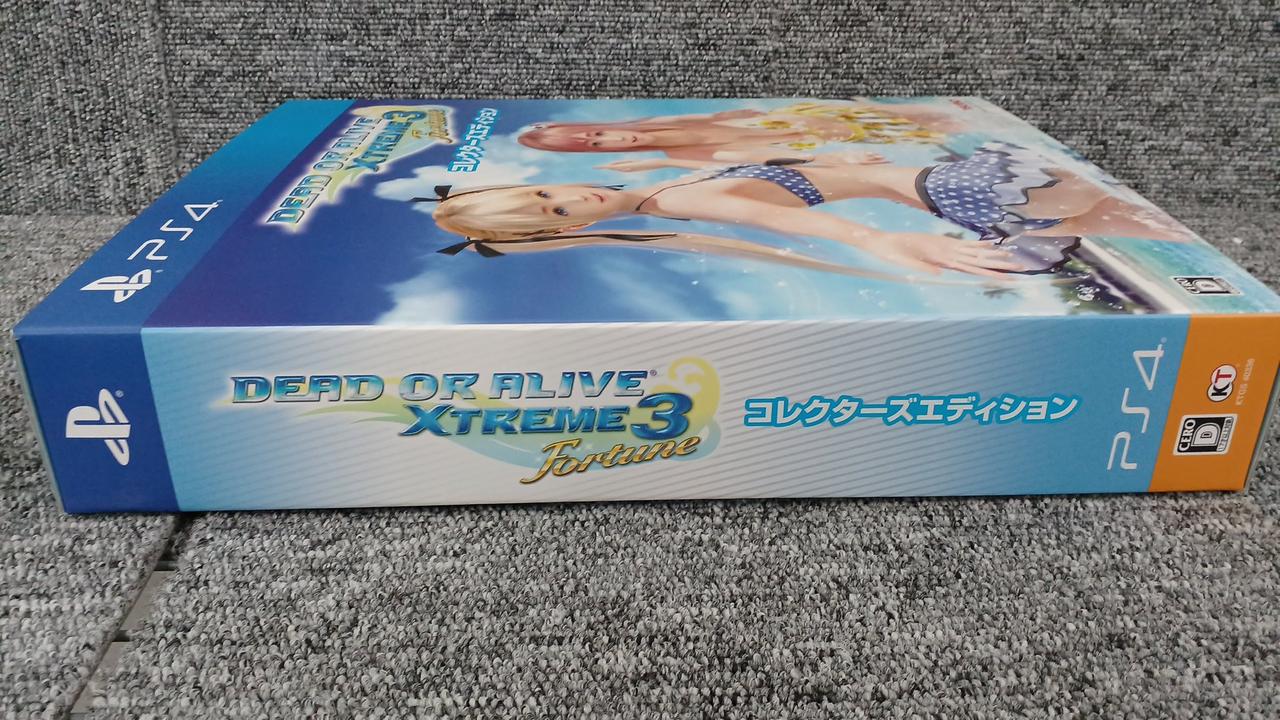 PS4
DEAD OR ALIVE
XTREME 3
Fortune
コレクターズエディション
DEAD OR ALIVE
XTREME 3
Fortune
コレクターズエディション
PS4
KT
CERO
D
D